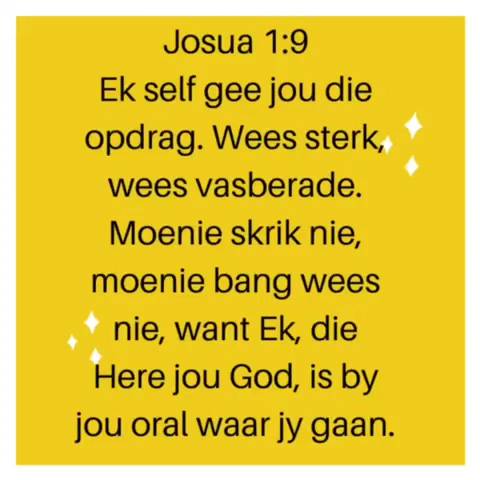 Josua 1:9
Ek self gee jou die
opdrag. Wees sterk,
wees vasberade.
Moenie skrik nie,
moenie bang wees
nie, want Ek, die
Here jou God, is by
jou oral waar jy gaan.